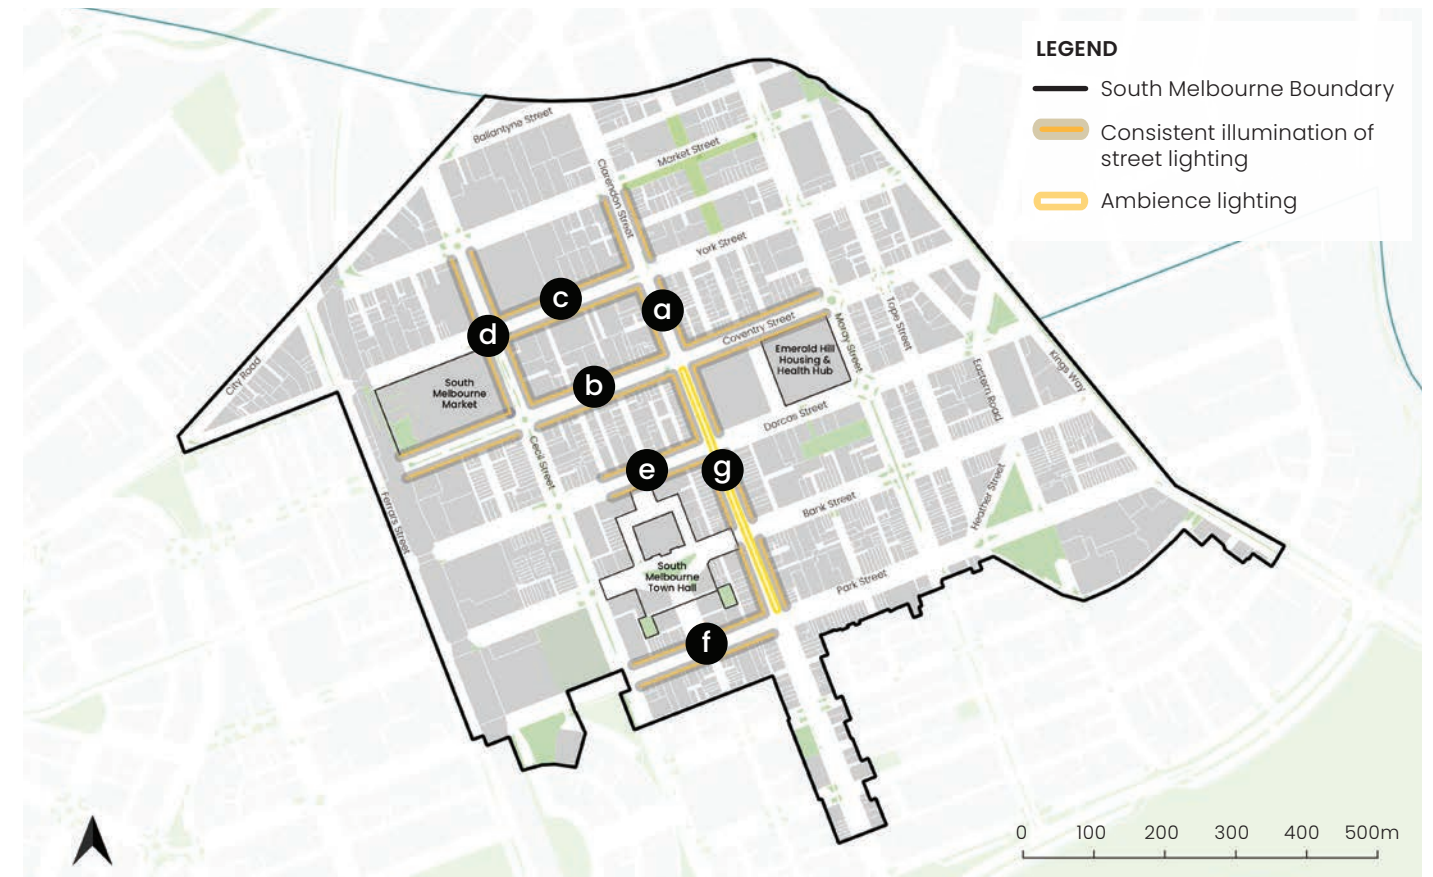 LEGEND
South Melbourne Boundary
Consistent illumination of
street lighting
Ambience lighting
Ballantyne Street
Market Street
Clarendon Street
York Street
c
a
d
Coventry Street
Moray Street
Tope Street
Emerald Hill
Housing &
Health Hub
City Road
Kings Way
South
Melbourne
Market
b
Eastern Road
Dorcas Street
Cecil Street
e
g
Ferrars Street
Bank Street
Heather Street
South
Melbourne
Town Hall
Park Street
f
0 100 200 300 400 500m